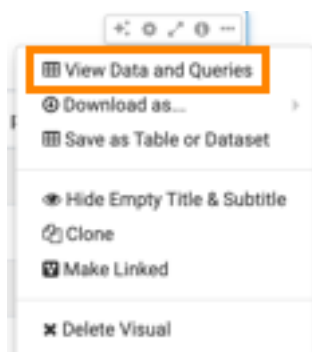 View Data and Queries
Download as...
Save as Table or Dataset
Hide Empty Title & Subtitle
Clone
Make Linked
Delete Visual